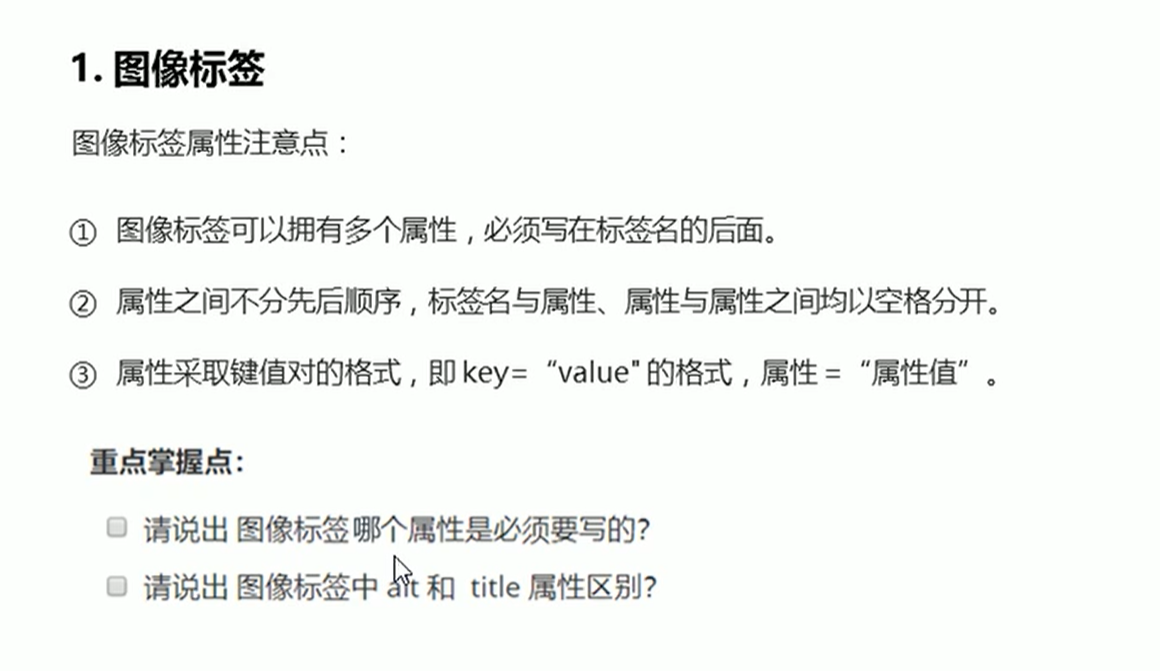 1. 图像标签
图像标签属性注意点：
① 图像标签可以拥有多个属性，必须写在标签名的后面。
② 属性之间不分先后顺序，标签名与属性、属性与属性之间均以空格分开。
③ 属性采取键值对的格式，即 key= “value" 的格式，属性 = “属性值” 。
重点掌握点：
请说出 图像标签哪个属性是必须要写的?
请说出 图像标签中 alt 和 title 属性区别?